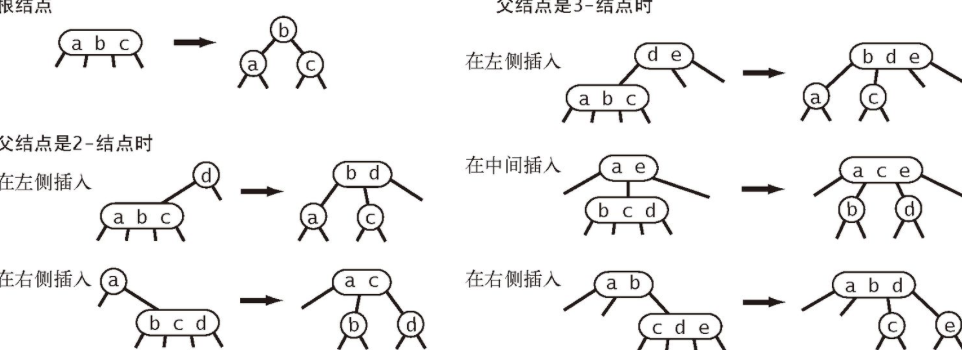 根结点
a b c
b
a
c
父结点是2-结点时
在左侧插入
d
a b c
b d
a
c
在右侧插入
a
b c d
a c
b
d
父结点是3-结点时
在左侧插入
d e
a b c
b d e
a
c
在中间插入
a e
b c d
a c e
b
d
在右侧插入
a b
c d e
a b d
c
e